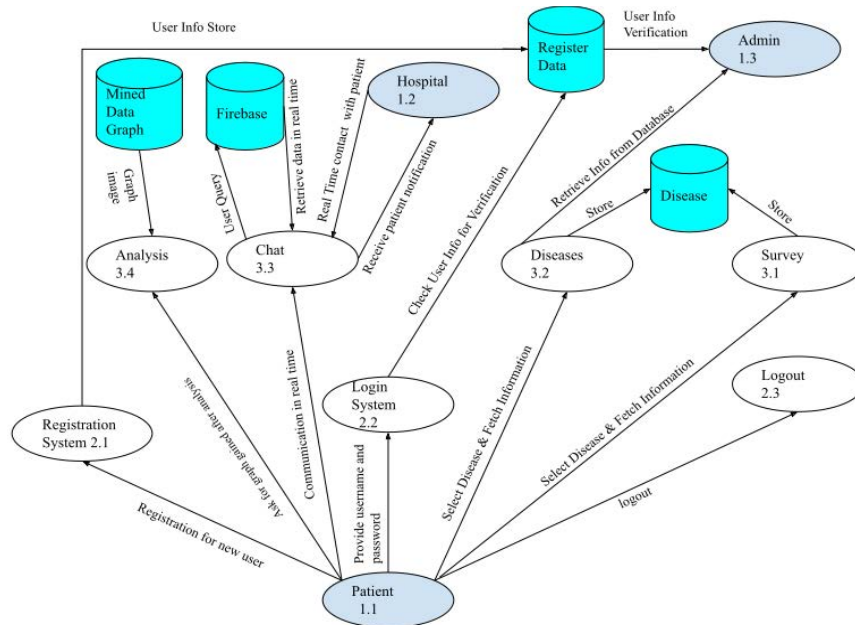 User Info Store
User Info
Verification
Register
Data
Admin
1.3
Mined
Data
Graph
Firebase
Hospital
1.2
Graph
image
User Query
Retrieve data in real time
Real Time contact with patient
Receive patient notification
Check User Info for Verification
Retrieve Info from Database
Disease
Store
Store
Analysis
3.4
Chat
3.3
Diseases
3.2
Survey
3.1
Registration
System 2.1
Ask for graph gained after analysis
Communication in real time
Login
System
2.2
Select Disease & Fetch Information
Select Disease & Fetch Information
Logout
2.3
Registration for new user
Provide username and
password
logout
Patient
1.1